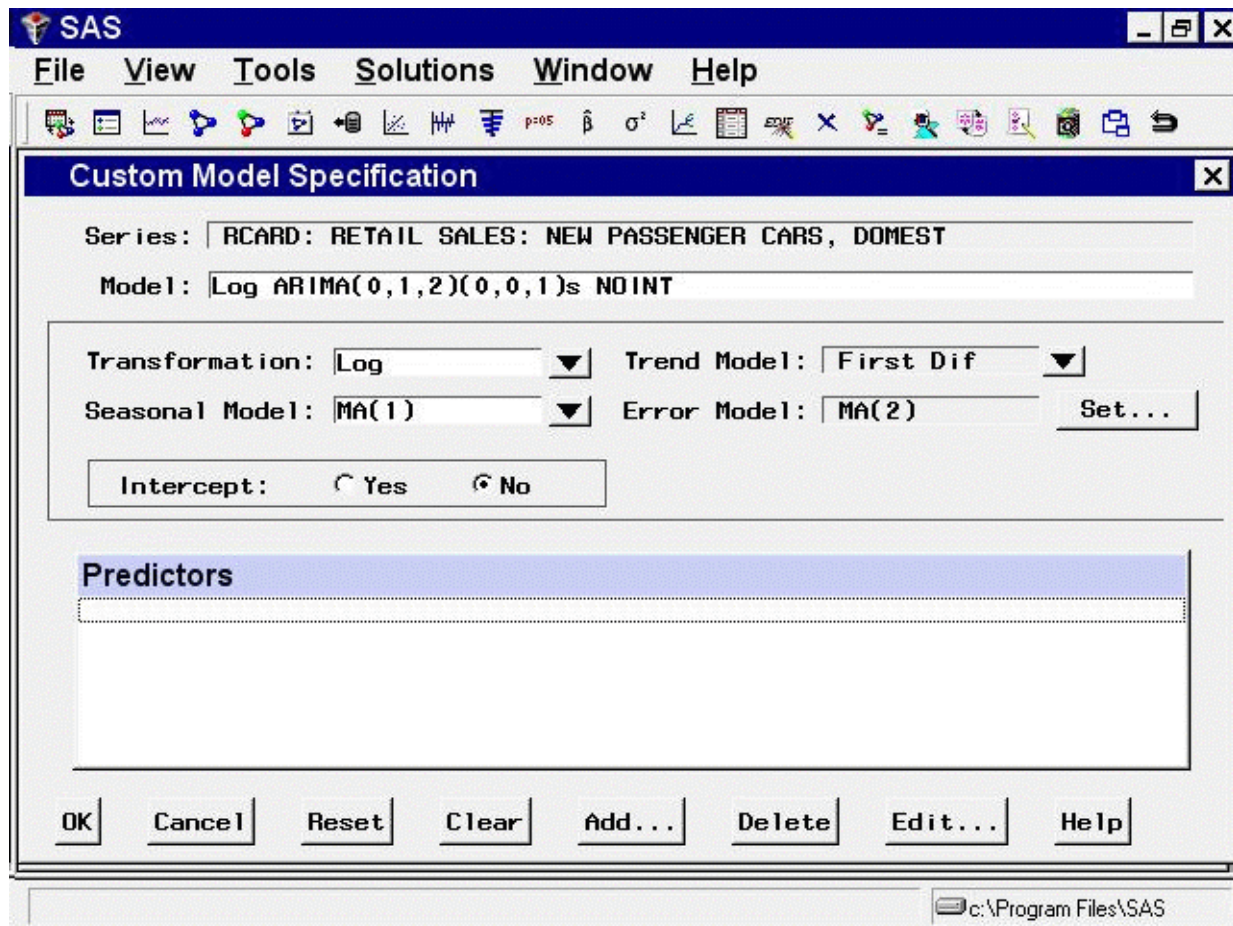 SAS
File View Tools Solutions Window Help
p=05 β̂ σ² EDIT
Custom Model Specification
Series: RCARD: RETAIL SALES: NEW PASSENGER CARS, DOMEST
Model: Log ARIMA(0,1,2)(0,0,1)s NOINT
Transformation: Log Trend Model: First Dif
Seasonal Model: MA(1) Error Model: MA(2) Set...
Intercept: Yes No
Predictors
OK Cancel Reset Clear Add... Delete Edit... Help
c:\Program Files\SAS